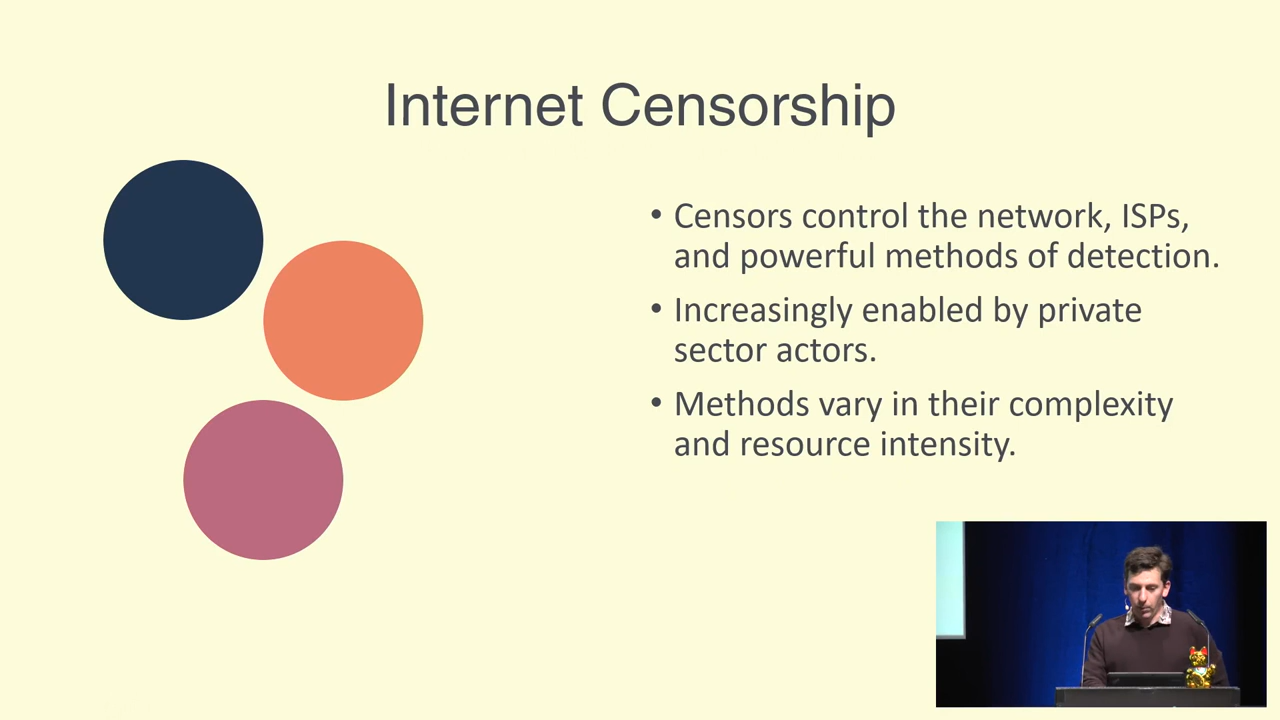 Internet Censorship
• Censors control the network, ISPs,
and powerful methods of detection.
• Increasingly enabled by private
sector actors.
• Methods vary in their complexity
and resource intensity.